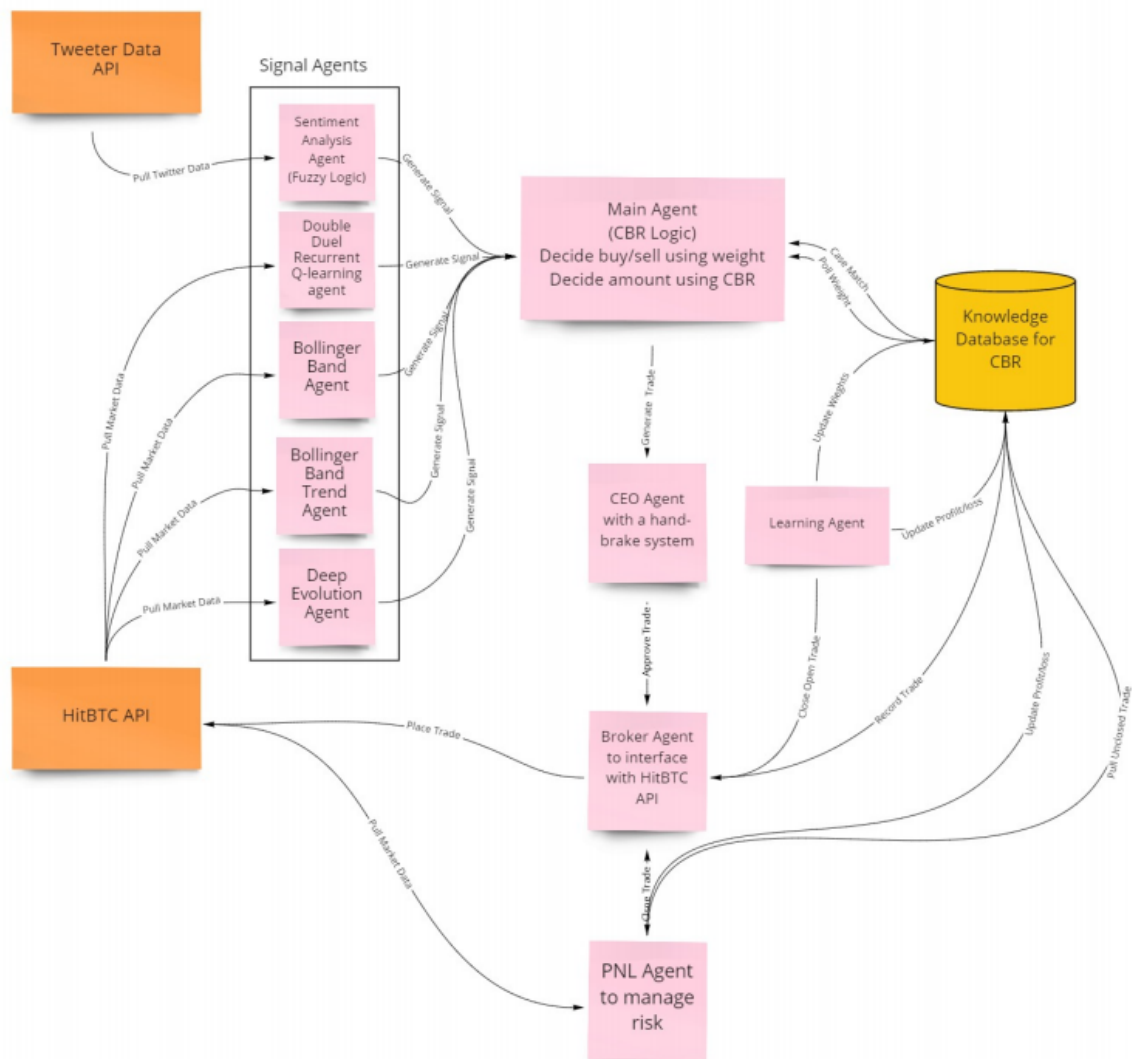 Tweeter Data
API
Signal Agents
Sentiment
Analysis
Agent
(Fuzzy Logic)
Pull Twitter Data
Generate Signal
Double
Duel
Recurrent
Q-learning
agent
Generate Signal
Main Agent
(CBR Logic)
Decide buy/sell using weight
Decide amount using CBR
Case Match
Poll Wieight
Knowledge
Database for
CBR
Bollinger
Band
Agent
Generate Signal
Pull Market Data
Pull Market Data
Generate Trade
Update Wieghts
Bollinger
Band
Trend
Agent
Generate Signal
Generate Signal
Pull Market Data
CEO Agent
with a hand-
brake system
Learning Agent
Update Profit/loss
Deep
Evolution
Agent
Pull Market Data
Approve Trade
Close Open Trade
Record Trade
Update Profit/loss
Pull Unclosed Trade
HitBTC API
Place Trade
Broker Agent
to interface
with HitBTC
API
Pull Market Data
Close Trade
PNL Agent
to manage
risk